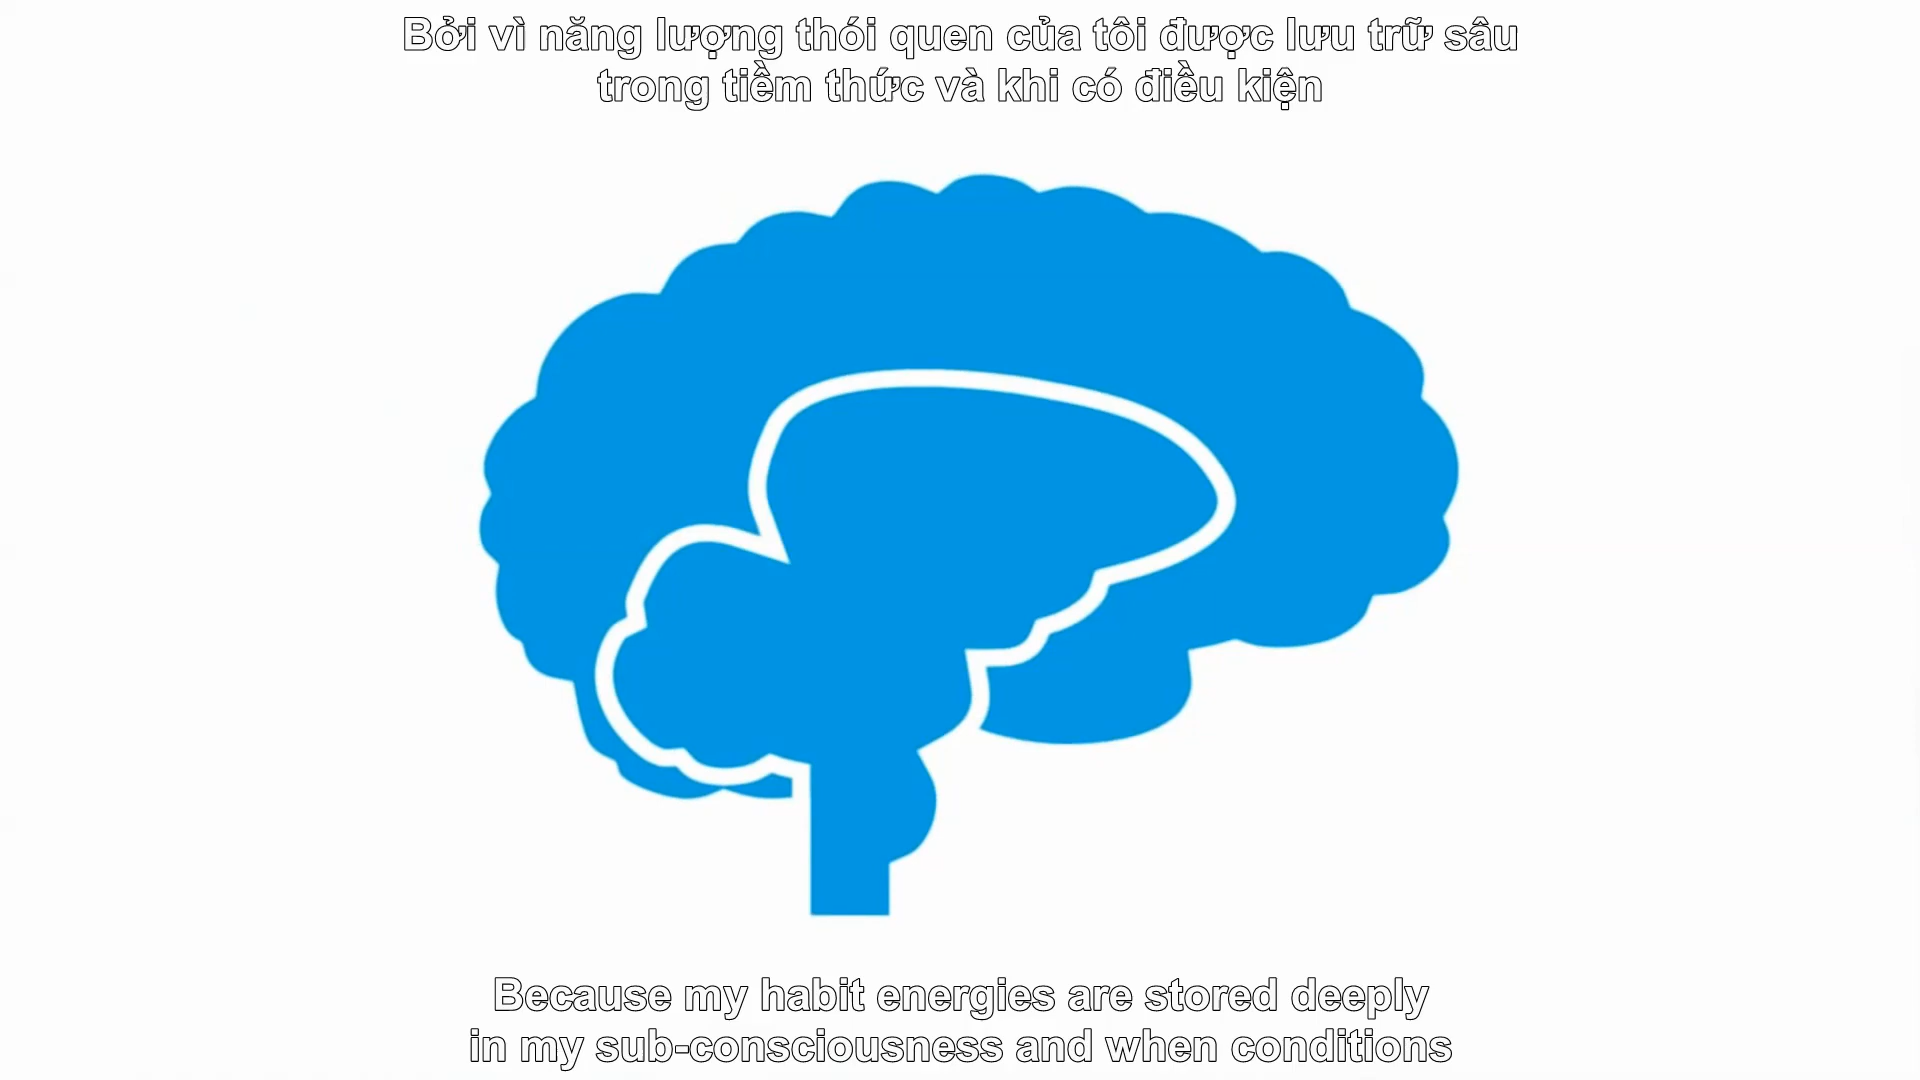 Bởi vì năng lượng thói quen của tôi được lưu trữ sâu
trong tiềm thức và khi có điều kiện
Because my habit energies are stored deeply
in my sub-consciousness and when conditions